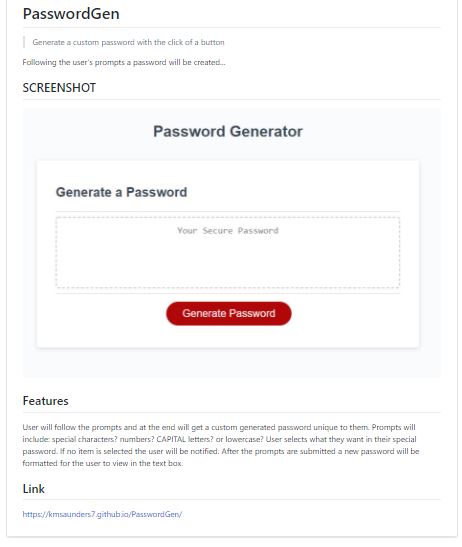 PasswordGen
Generate a custom password with the click of a button
Following the user's prompts a password will be created...
SCREENSHOT
Password Generator
Generate a Password
Your Secure Password
Generate Password
Features
User will follow the prompts and at the end will get a custom generated password unique to them. Prompts will
include: special characters? numbers? CAPITAL letters? or lowercase? User selects what they want in their special
password. If no item is selected the user will be notified. After the prompts are submitted a new password will be
formatted for the user to view in the text box.
Link
https://kmsaunders7.github.io/PasswordGen/